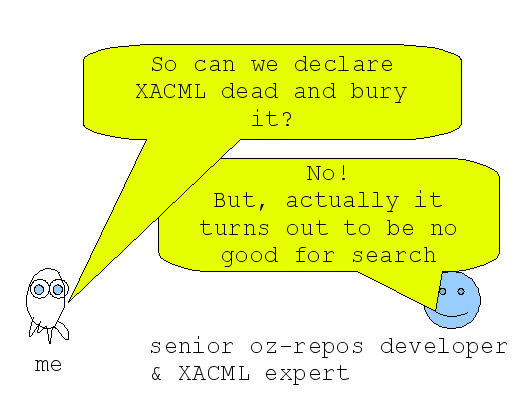 So can we declare
XACML dead and bury
it?
No!
But, actually it
turns out to be no
good for search
me
senior oz-repos developer
& XACML expert